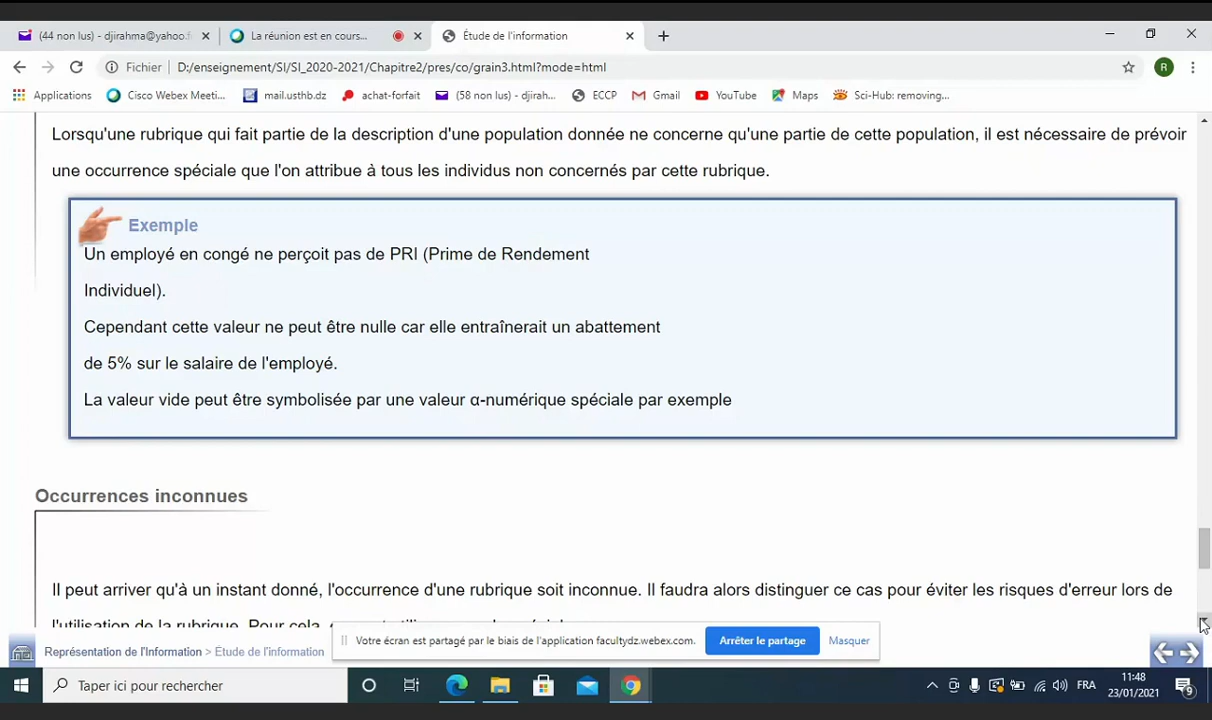 (44 non lus) - djirahma@yahoo.f
La réunion est en cours...
Étude de l'information
Fichier
D:/enseignement/SI/SI_2020-2021/Chapitre2/pres/co/grain3.html?mode=html
R
Applications
Cisco Webex Meeti...
mail.usthb.dz
achat-forfait
(58 non lus) - djirah...
ECCP
Gmail
YouTube
Maps
Sci-Hub: removing...
Lorsqu'une rubrique qui fait partie de la description d'une population donnée ne concerne qu'une partie de cette population, il est nécessaire de prévoir
une occurrence spéciale que l'on attribue à tous les individus non concernés par cette rubrique.
Exemple
Un employé en congé ne perçoit pas de PRI (Prime de Rendement
Individuel).
Cependant cette valeur ne peut être nulle car elle entraînerait un abattement
de 5% sur le salaire de l'employé.
La valeur vide peut être symbolisée par une valeur α-numérique spéciale par exemple
Occurrences inconnues
Il peut arriver qu'à un instant donné, l'occurrence d'une rubrique soit inconnue. Il faudra alors distinguer ce cas pour éviter les risques d'erreur lors de
l'utilisation de la rubrique. Pour cela,
Votre écran est partagé par le biais de l'application facultydz.webex.com.
Arrêter le partage
Masquer
Représentation de l'Information > Étude de l'information
Taper ici pour rechercher
FRA
11:48
23/01/2021
9